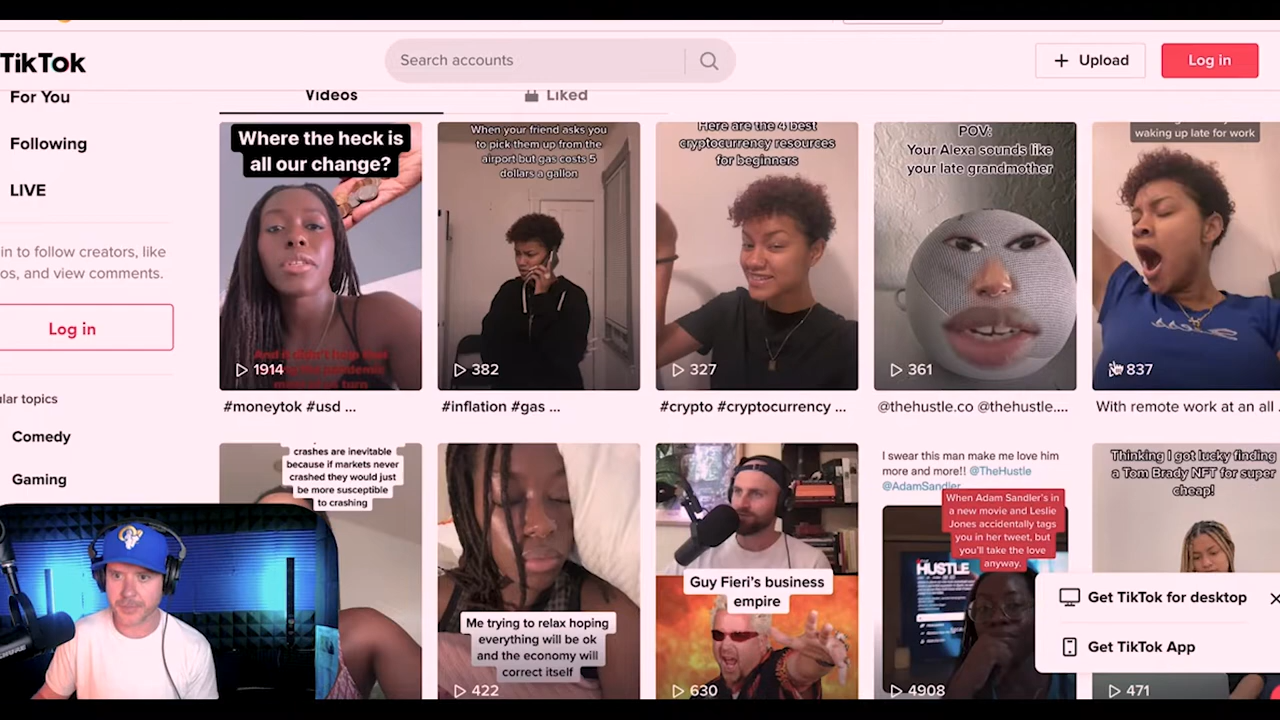 TikTok
Search accounts
Upload
Log in
For You
Following
LIVE
in to follow creators, like
os, and view comments.
Log in
ular topics
Comedy
Gaming
Videos
Liked
Where the heck is
all our change?
1914
#moneytok #usd ...
When your friend asks you
to pick them up from the
airport but gas costs 5
dollars a gallon
382
#inflation #gas ...
Here are the 4 best
cryptocurrency resources
for beginners
327
#crypto #cryptocurrency ...
POV:
Your Alexa sounds like
your late grandmother
361
@thehustle.co @thehustle....
waking up late for work
837
With remote work at an all .
crashes are inevitable
because if markets never
crashed they would just
be more susceptible
to crashing
Me trying to relax hoping
everything will be ok
and the economy will
correct itself
422
Guy Fieri's business
empire
630
I swear this man make me love him
more and more!! @TheHustle
@AdamSandler
When Adam Sandler's in
a new movie and Leslie
Jones accidentally tags
you in her tweet, but
you'll take the love
anyway.
HUSTLE
4908
Thinking I got lucky finding
a Tom Brady NFT for super
cheap!
471
Get TikTok for desktop
Get TikTok App